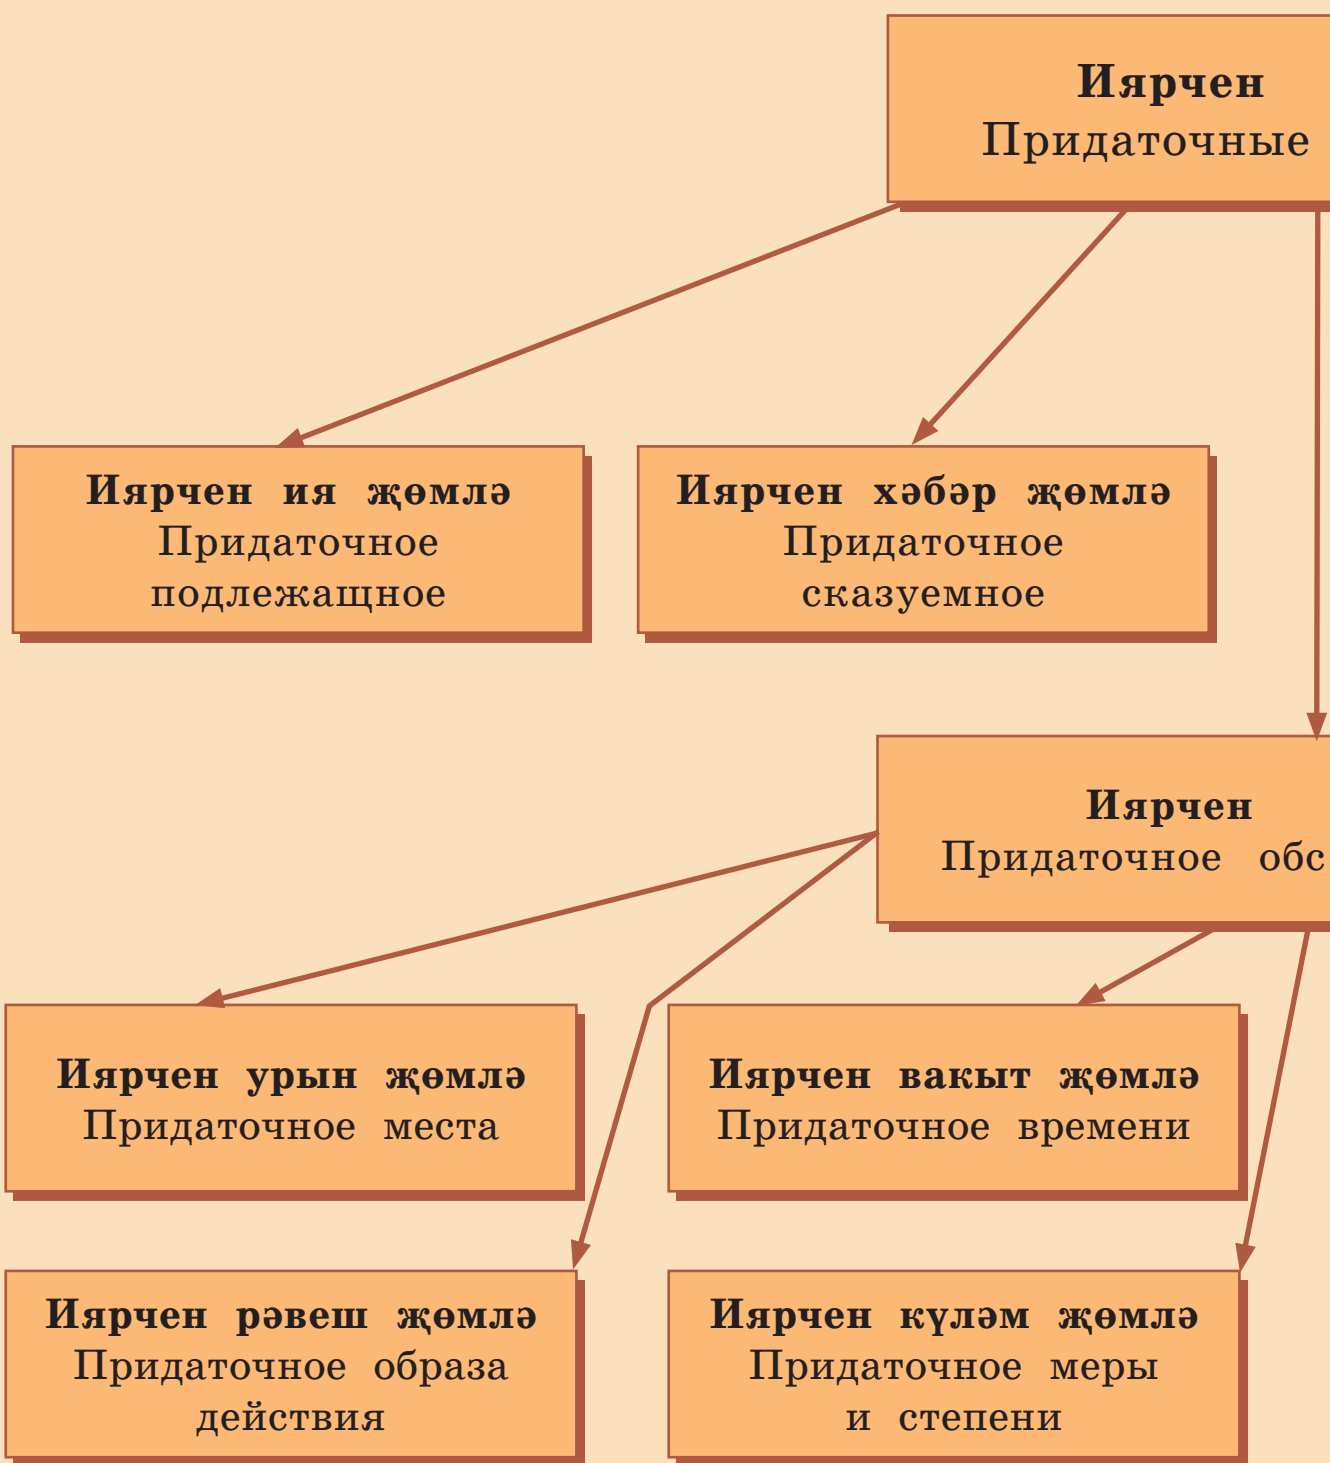 Иярчен
Придаточные
Иярчен ия җөмлә
Придаточное
подлежащное
Иярчен хәбәр җөмлә
Придаточное
сказуемное
Иярчен
Придаточное обс
Иярчен урын җөмлә
Придаточное места
Иярчен вакыт җөмлә
Придаточное времени
Иярчен рәвеш җөмлә
Придаточное образа
действия
Иярчен күләм җөмлә
Придаточное меры
и степени